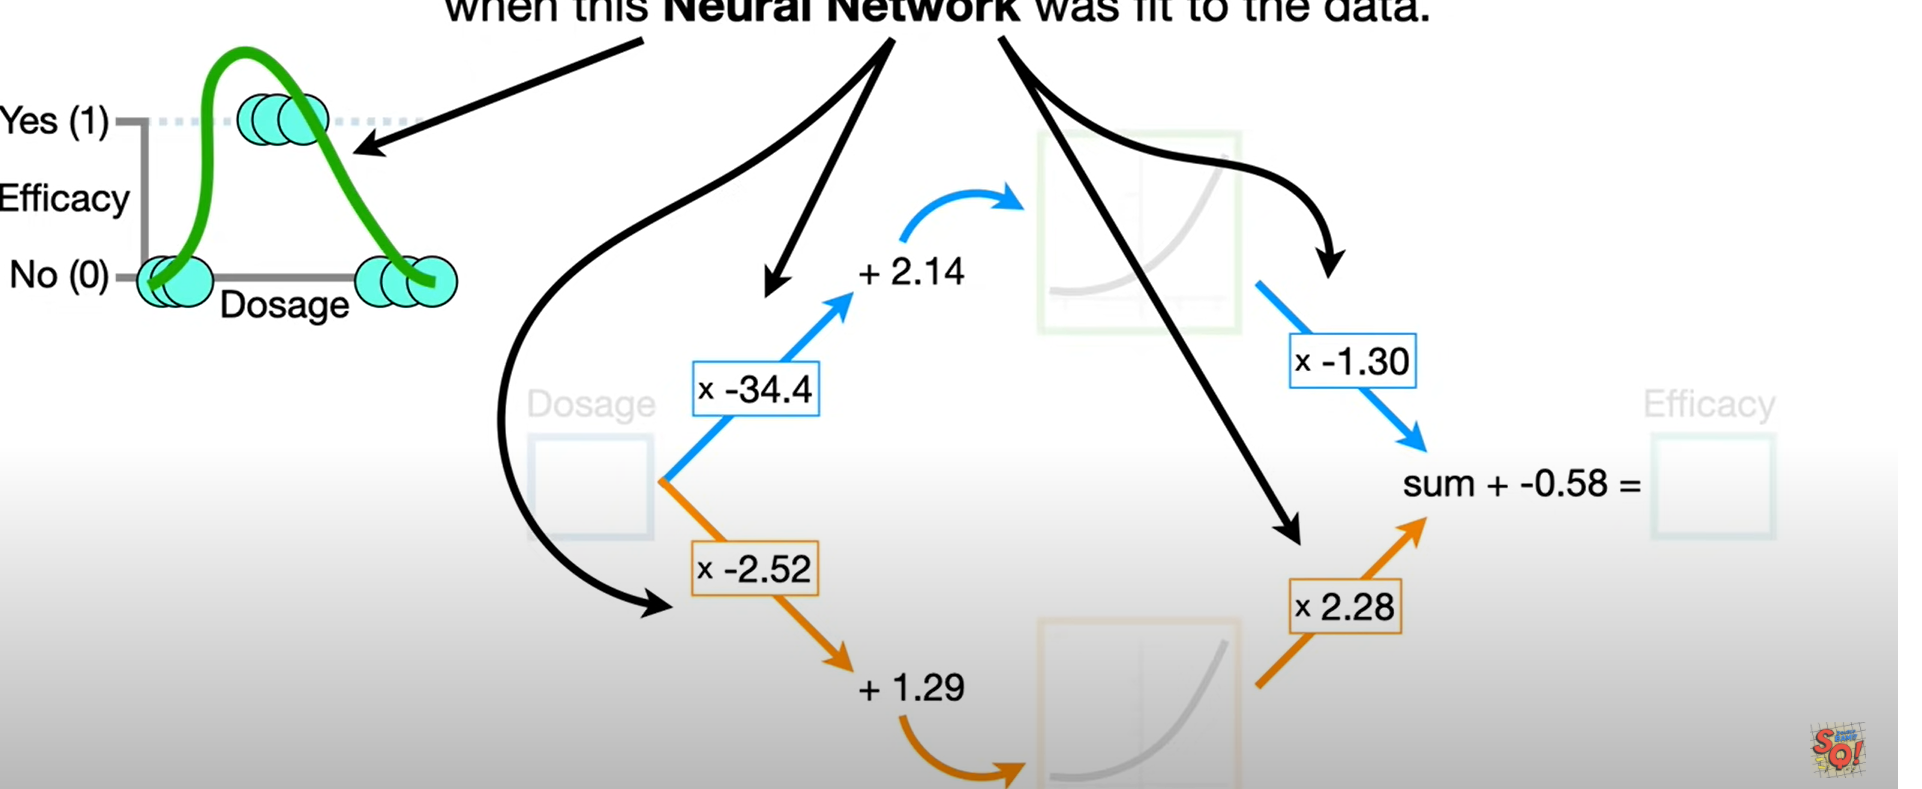 when this Neural Network was fit to the data.
Yes (1)
Efficacy
No (0)
Dosage
+ 2.14
x -34.4
x -1.30
Dosage
Efficacy
sum + -0.58 =
x -2.52
x 2.28
+ 1.29
SQ!